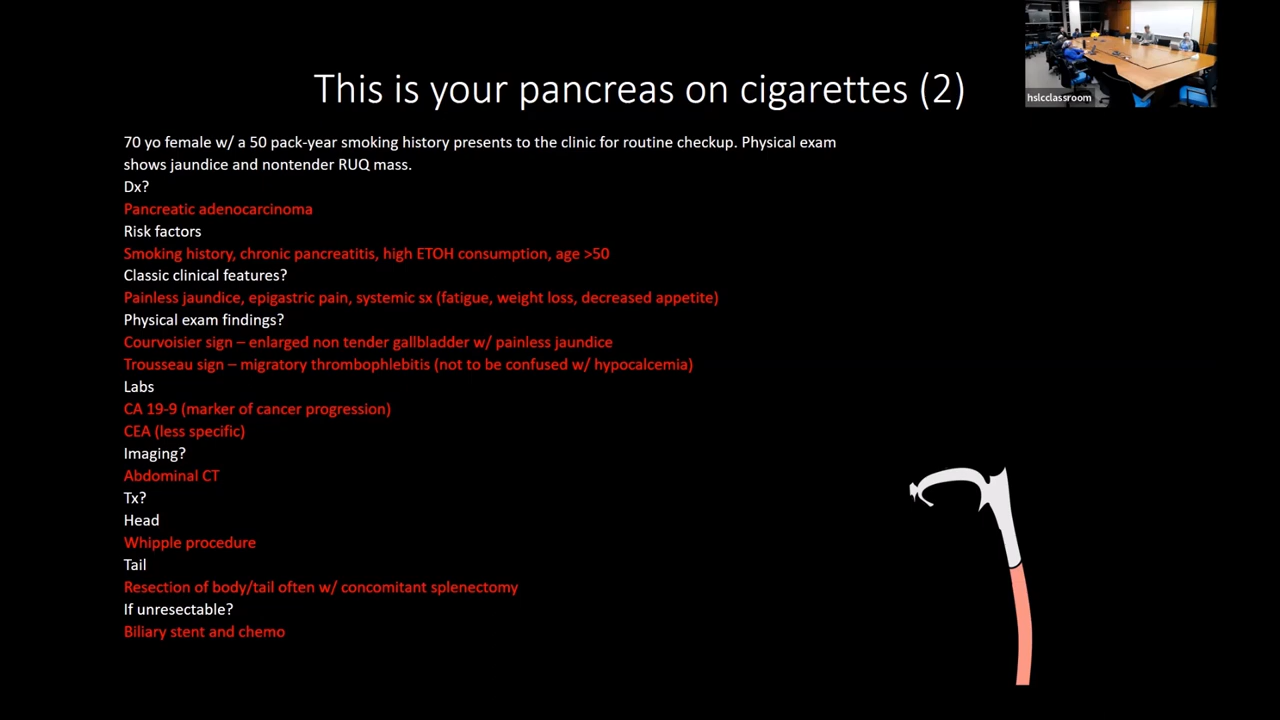 This is your pancreas on cigarettes (2)
hslcclassroom
70 yo female w/ a 50 pack-year smoking history presents to the clinic for routine checkup. Physical exam
shows jaundice and nontender RUQ mass.
Dx?
Pancreatic adenocarcinoma
Risk factors
Smoking history, chronic pancreatitis, high ETOH consumption, age >50
Classic clinical features?
Painless jaundice, epigastric pain, systemic sx (fatigue, weight loss, decreased appetite)
Physical exam findings?
Courvoisier sign – enlarged non tender gallbladder w/ painless jaundice
Trousseau sign – migratory thrombophlebitis (not to be confused w/ hypocalcemia)
Labs
CA 19-9 (marker of cancer progression)
CEA (less specific)
Imaging?
Abdominal CT
Tx?
Head
Whipple procedure
Tail
Resection of body/tail often w/ concomitant splenectomy
If unresectable?
Biliary stent and chemo